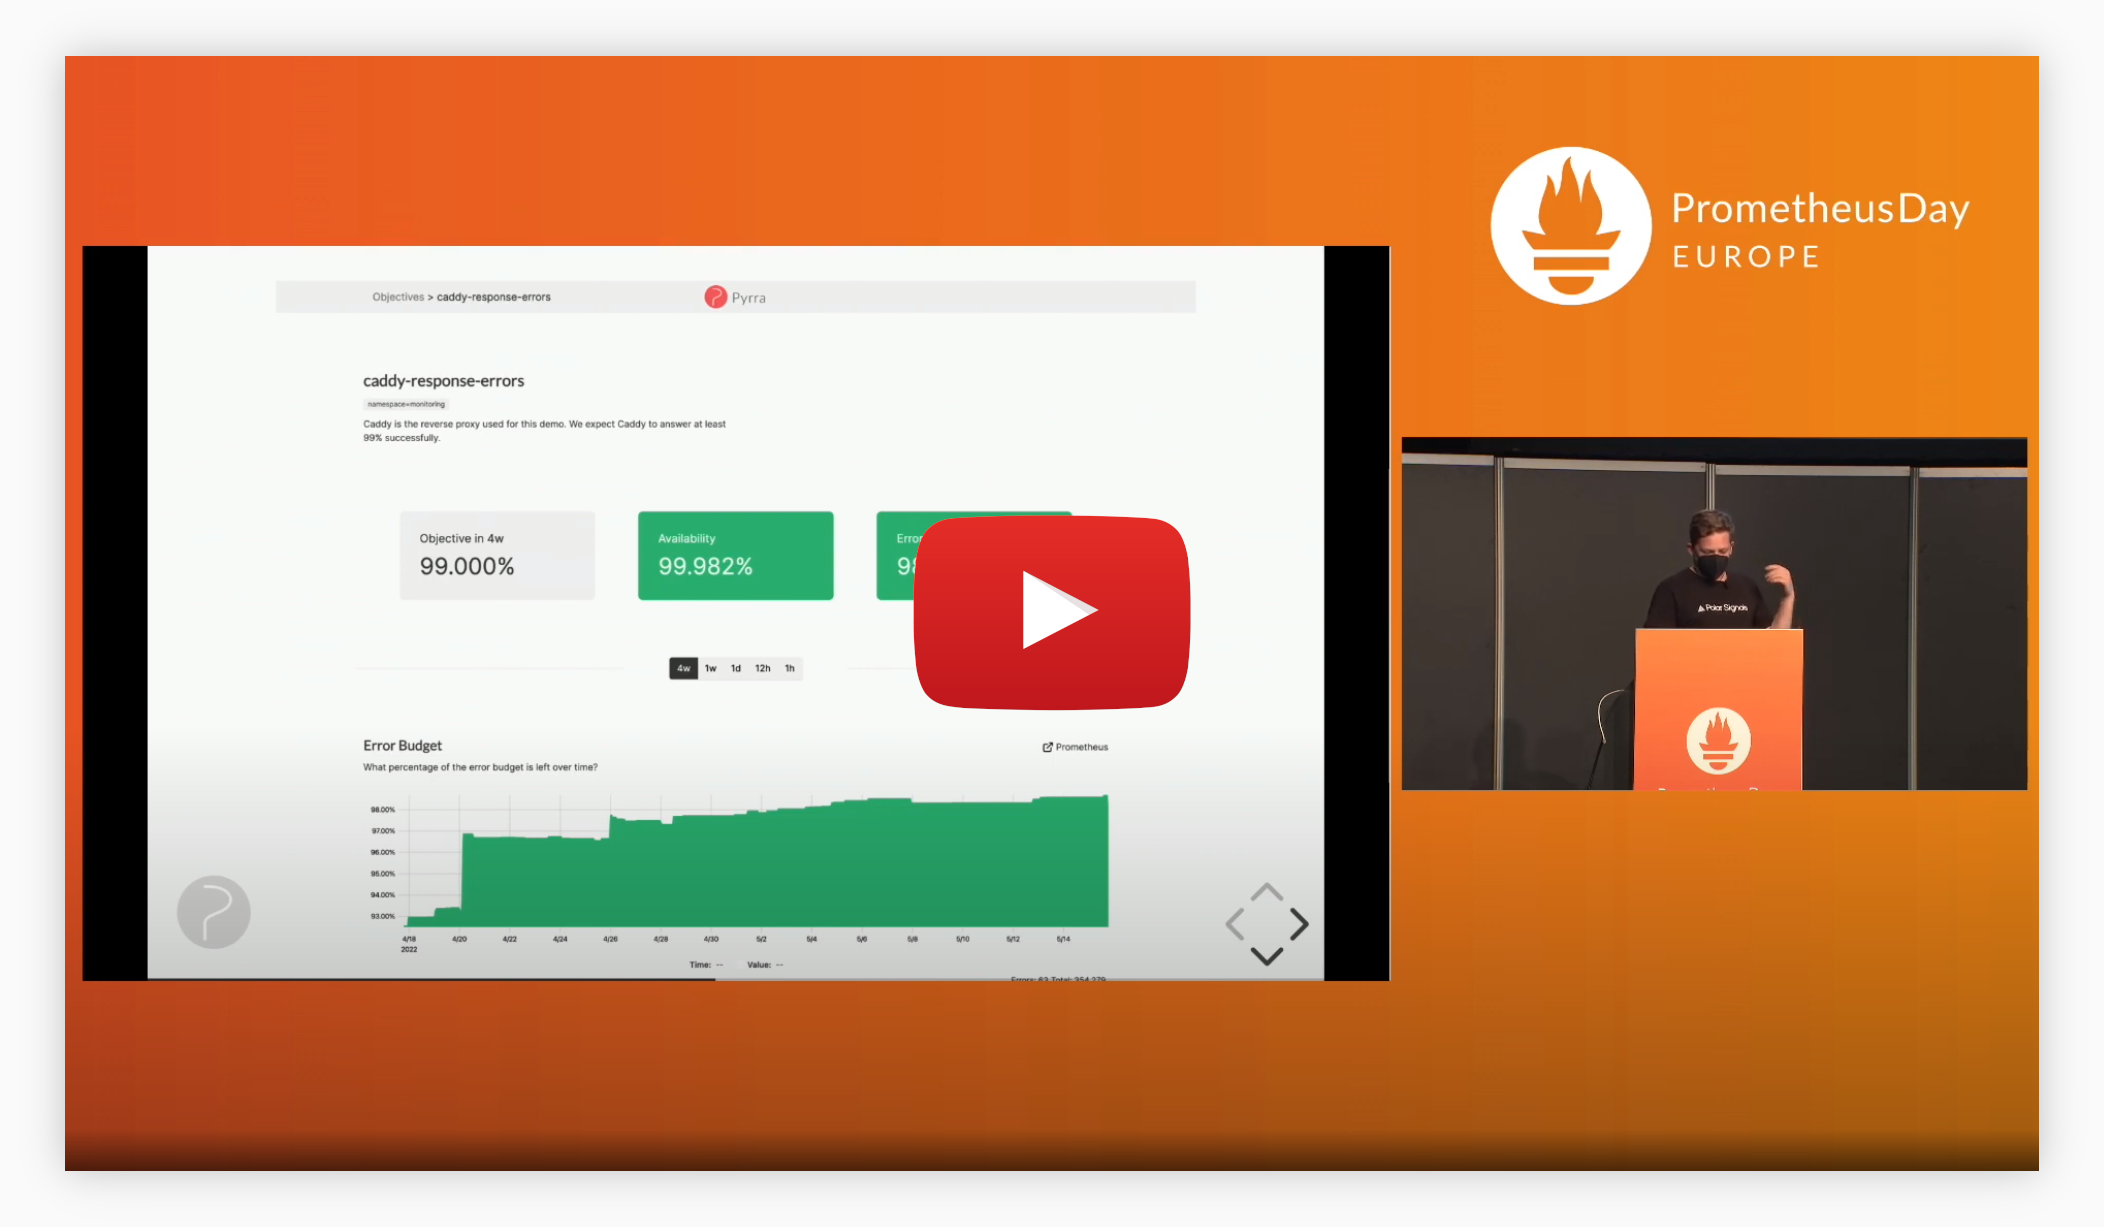 PrometheusDay
EUROPE
Objectives > caddy-response-errors
Pyrra
caddy-response-errors
namespace=monitoring
Caddy is the reverse proxy used for this demo. We expect Caddy to answer at least
99% successfully.
Objective in 4w
99.000%
Availability
99.982%
4w 1w 1d 12h 1h
Error Budget
Prometheus
What percentage of the error budget is left over time?
98.00%
97.00%
96.00%
95.00%
94.00%
93.00%
4/18 4/20 4/22 4/24 4/26 4/28 4/30 5/2 5/4 5/6 5/8 5/10 5/12 5/14
2022
Time: -- Value: --
Errors: 63 Total: 354,279
Polar Signals